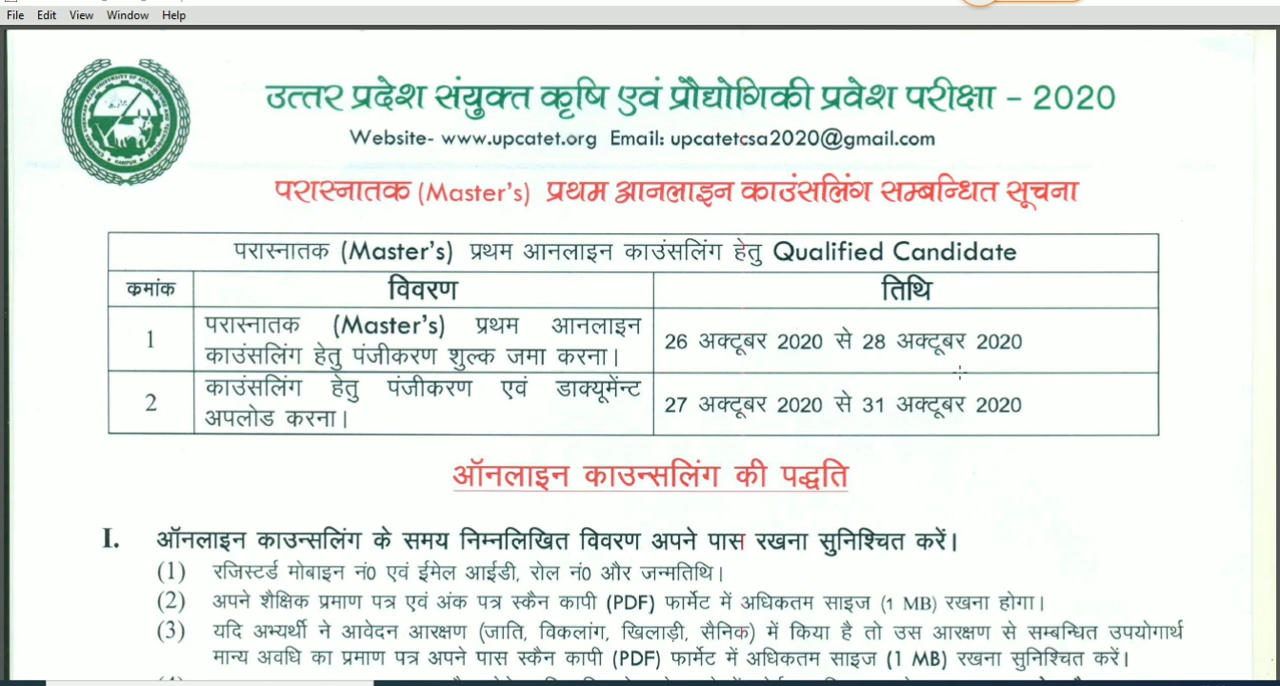 File Edit View Window Help
उत्तर प्रदेश संयुक्त कृषि एवं प्रौद्योगिकी प्रवेश परीक्षा – 2020
Website- www.upcatet.org Email: upcatetcsa2020@gmail.com
परास्नातक (Master's) प्रथम आनलाइन काउंसलिंग सम्बन्धित सूचना
परास्नातक (Master's) प्रथम आनलाइन काउंसलिंग हेतु Qualified Candidate
क्रमांक विवरण तिथि
1 परास्नातक (Master's) प्रथम आनलाइन
काउंसलिंग हेतु पंजीकरण शुल्क जमा करना। 26 अक्टूबर 2020 से 28 अक्टूबर 2020
2 काउंसलिंग हेतु पंजीकरण एवं डाक्यूमेंन्ट
अपलोड करना। 27 अक्टूबर 2020 से 31 अक्टूबर 2020
ऑनलाइन काउन्सलिंग की पद्धति
I. ऑनलाइन काउन्सलिंग के समय निम्नलिखित विवरण अपने पास रखना सुनिश्चित करें।
(1) रजिस्टर्ड मोबाइन नं0 एवं ईमेल आईडी, रोल नं0 और जन्मतिथि।
(2) अपने शैक्षिक प्रमाण पत्र एवं अंक पत्र स्कैन कापी (PDF) फार्मेट में अधिकतम साइज (1 MB) रखना होगा।
(3) यदि अभ्यर्थी ने आवेदन आरक्षण (जाति, विकलांग, खिलाड़ी, सैनिक) में किया है तो उस आरक्षण से सम्बन्धित उपयोगार्थ
मान्य अवधि का प्रमाण पत्र अपने पास स्कैन कापी (PDF) फार्मेट में अधिकतम साइज (1 MB) रखना सुनिश्चित करें।